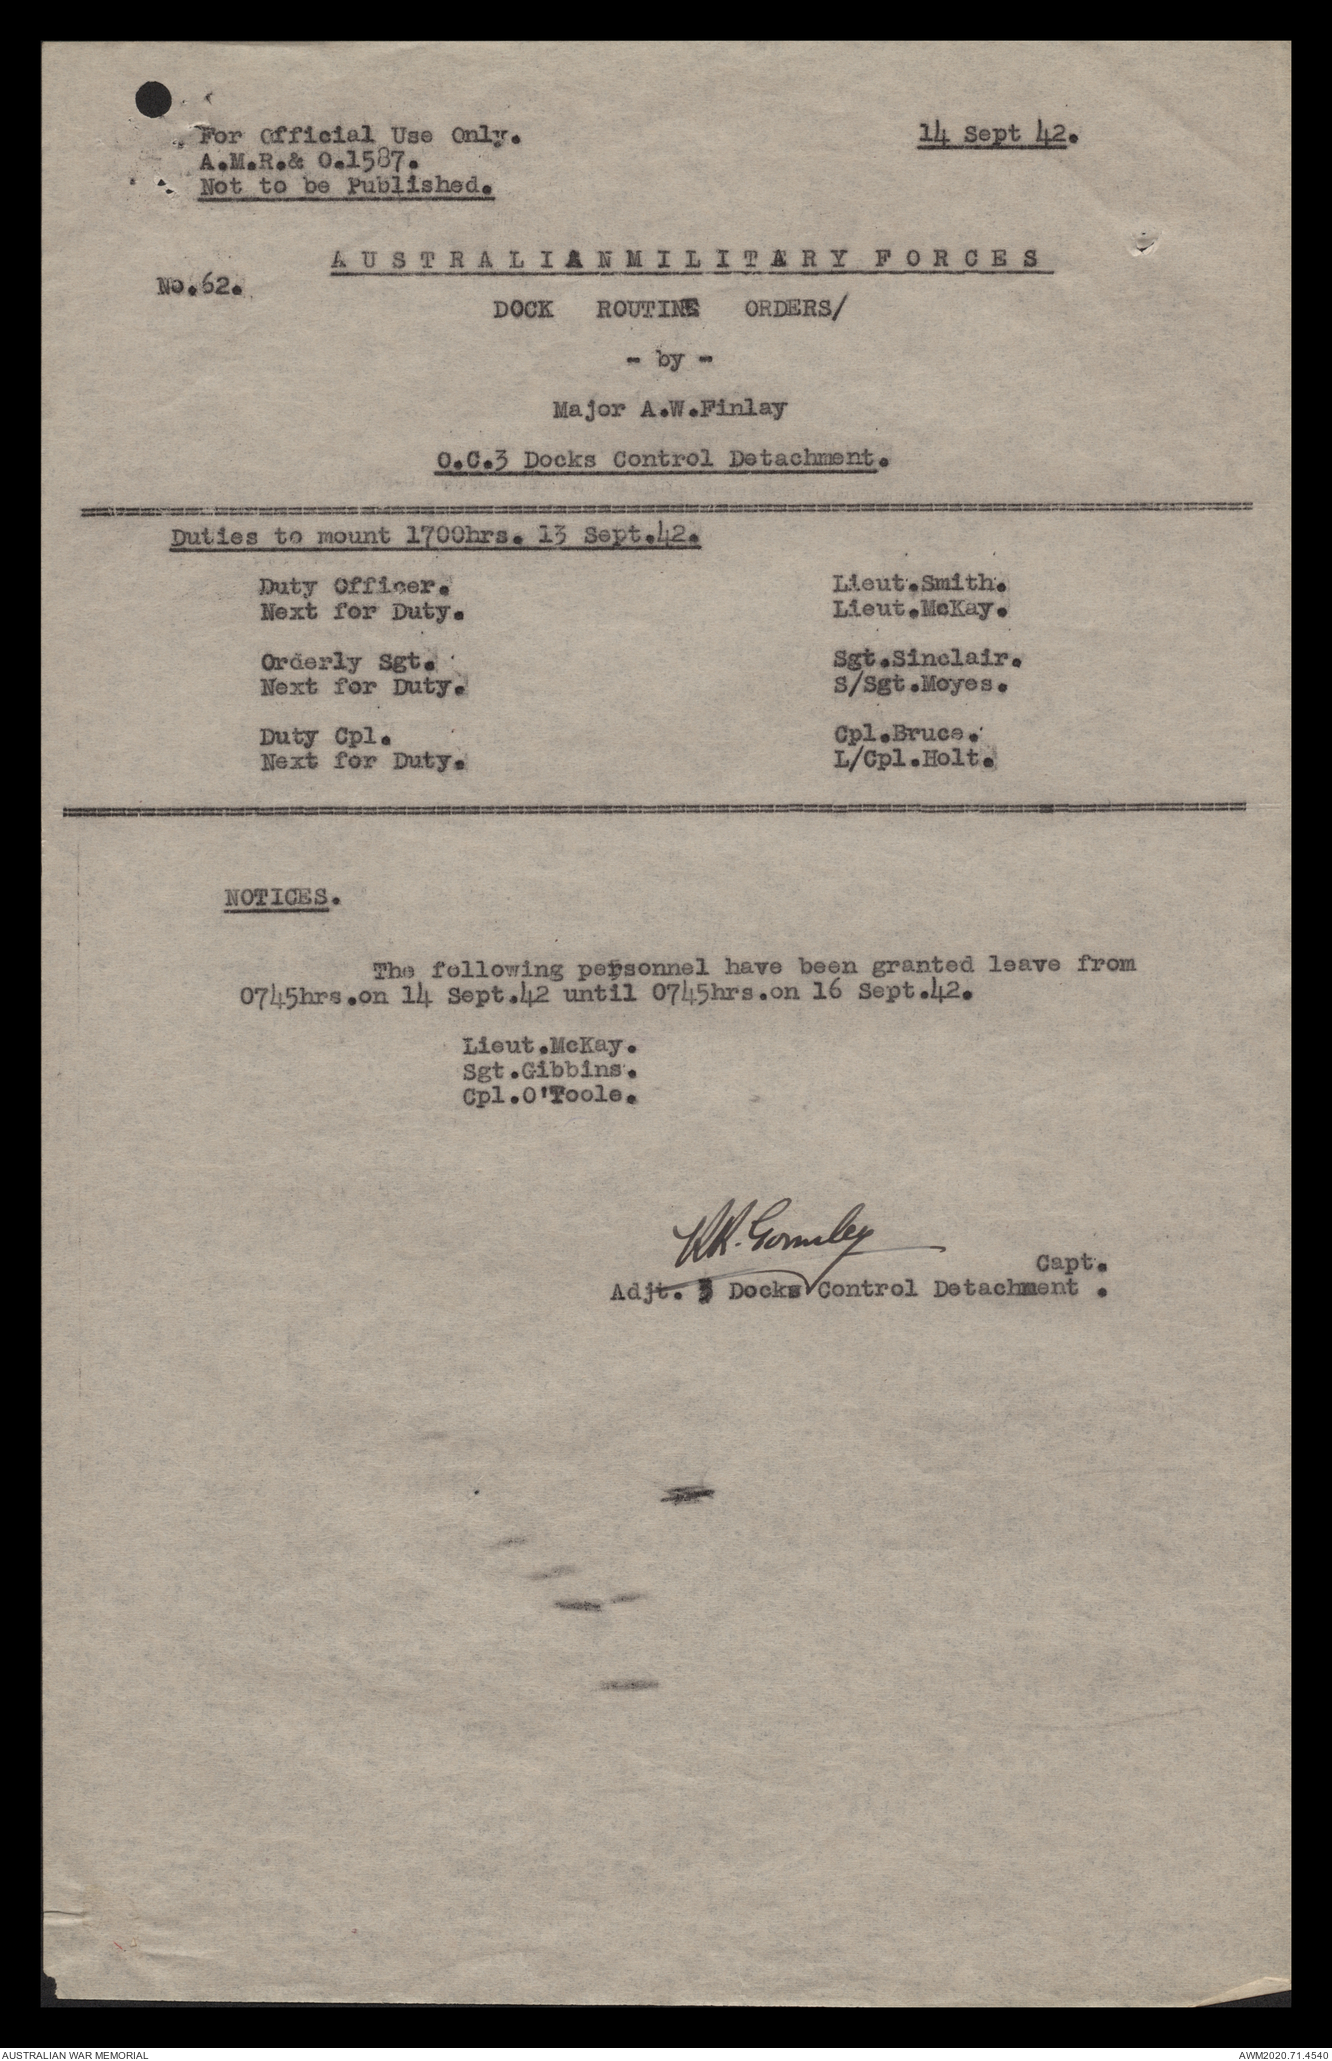 For Official Use Only.
14 Sept 42.
A.M.R.& O.1587.
Not to be Published.
A U S T R A L I A N M I L I T A R Y F O R C E S
No.62.
DOCK ROUTINE ORDERS/
- by -
Major A.W.Finlay
O.C.3 Docks Control Detachment.
Duties to mount 1700hrs. 13 Sept.42.
Duty Officer. Lieut.Smith.
Next for Duty. Lieut.McKay.
Orderly Sgt. Sgt.Sinclair.
Next for Duty. S/Sgt.Moyes.
Duty Cpl. Cpl.Bruce.
Next for Duty. L/Cpl.Holt.
NOTICES.
The following personnel have been granted leave from
0745hrs.on 14 Sept.42 until 0745hrs.on 16 Sept.42.
Lieut.McKay.
Sgt.Gibbins.
Cpl.O'Toole.
Gormley
Capt.
Adjt. 3 Docks Control Detachment .
AUSTRALIAN WAR MEMORIAL
AWM2020.71.4540